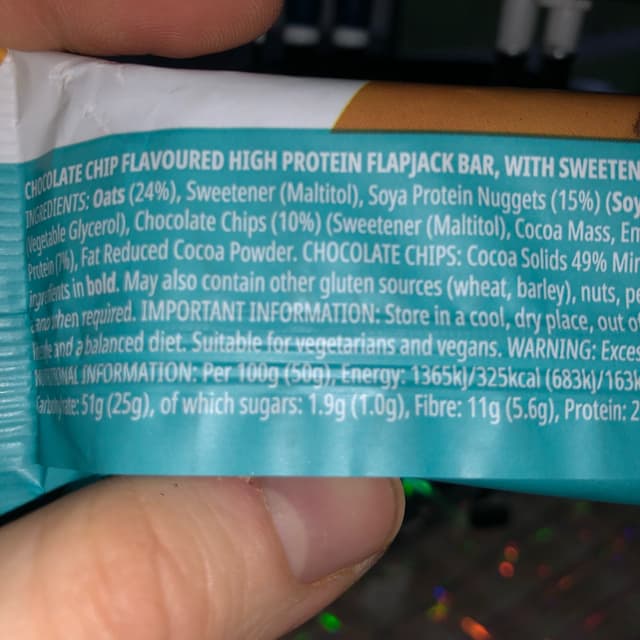 CHOCOLATE CHIP FLAVOURED HIGH PROTEIN FLAPJACK BAR, WITH SWEETEN
INGREDIENTS: Oats (24%), Sweetener (Maltitol), Soya Protein Nuggets (15%) (Soy
Vegetable Glycerol), Chocolate Chips (10%) (Sweetener (Maltitol), Cocoa Mass, Em
Protein (7%), Fat Reduced Cocoa Powder. CHOCOLATE CHIPS: Cocoa Solids 49% Min
ingredients in bold. May also contain other gluten sources (wheat, barley), nuts, pe
when required. IMPORTANT INFORMATION: Store in a cool, dry place, out of
and a balanced diet. Suitable for vegetarians and vegans. WARNING: Exces
NUTRITIONAL INFORMATION: Per 100g (50g), Energy: 1365kJ/325kcal (683kJ/163k
Carbohydrate: 51g (25g), of which sugars: 1.9g (1.0g), Fibre: 11g (5.6g), Protein: 2